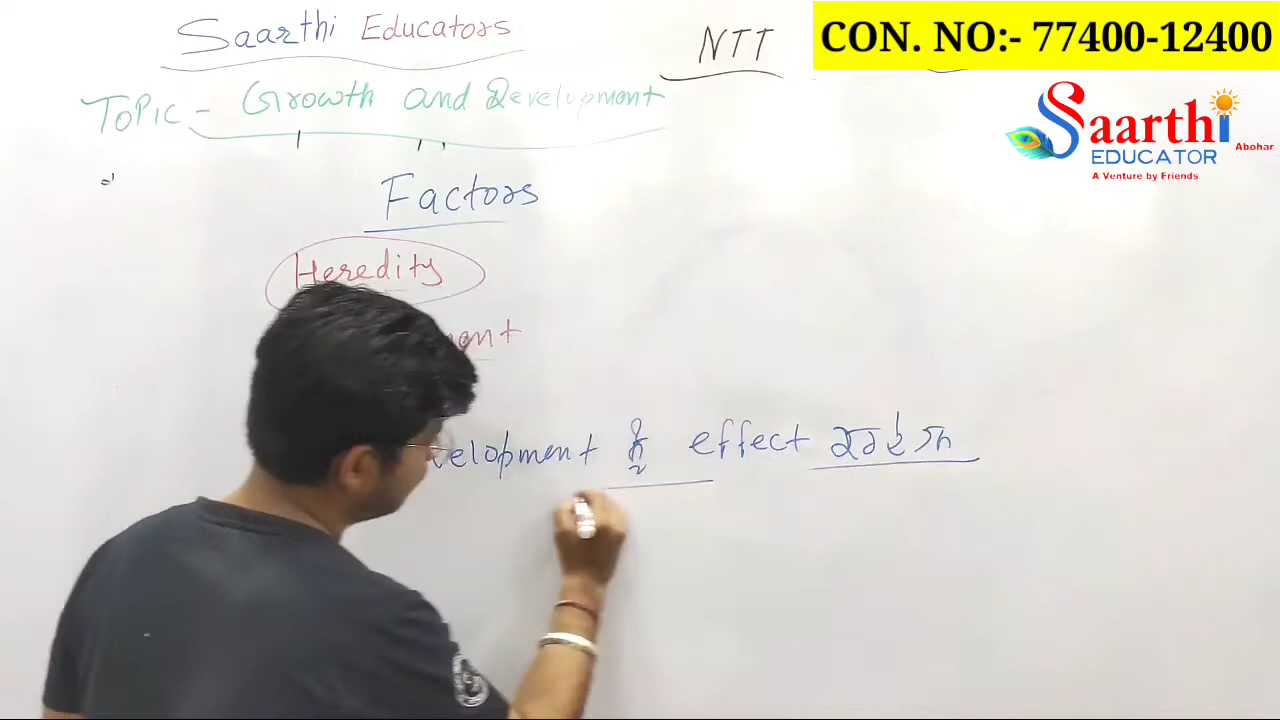 Saarthi Educators
NTT
CON. NO:- 77400-12400
Topic - Growth and Development
Saarthi
EDUCATOR Abohar
A Venture by Friends
Factors
Heredity
ment
velopment ਨੂੰ effect